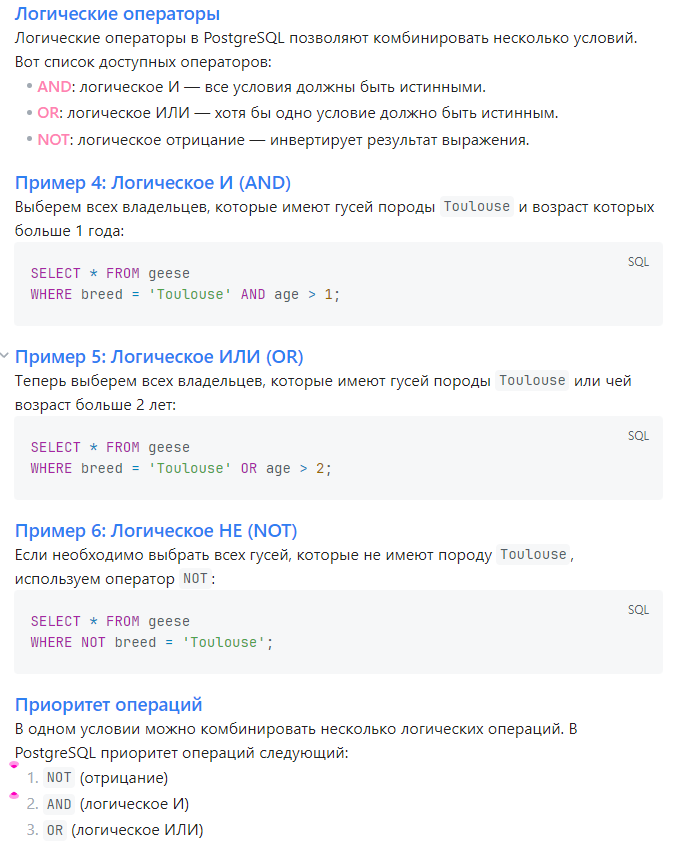 Логические операторы
Логические операторы в PostgreSQL позволяют комбинировать несколько условий.
Вот список доступных операторов:
• AND: логическое И — все условия должны быть истинными.
• OR: логическое ИЛИ — хотя бы одно условие должно быть истинным.
• NOT: логическое отрицание — инвертирует результат выражения.
Пример 4: Логическое И (AND)
Выберем всех владельцев, которые имеют гусей породы Toulouse и возраст которых
больше 1 года:
SQL
SELECT * FROM geese
WHERE breed = 'Toulouse' AND age > 1;
Пример 5: Логическое ИЛИ (OR)
Теперь выберем всех владельцев, которые имеют гусей породы Toulouse или чей
возраст больше 2 лет:
SQL
SELECT * FROM geese
WHERE breed = 'Toulouse' OR age > 2;
Пример 6: Логическое НЕ (NOT)
Если необходимо выбрать всех гусей, которые не имеют породу Toulouse,
используем оператор NOT:
SQL
SELECT * FROM geese
WHERE NOT breed = 'Toulouse';
Приоритет операций
В одном условии можно комбинировать несколько логических операций. В
PostgreSQL приоритет операций следующий:
1. NOT (отрицание)
2. AND (логическое И)
3. OR (логическое ИЛИ)